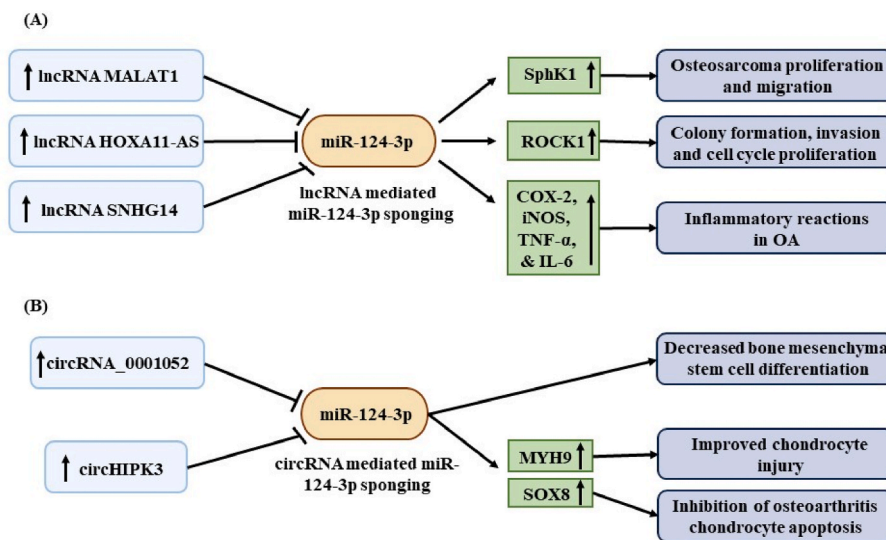 (A)
↑ lncRNA MALAT1
↑ lncRNA HOXA11-AS
↑ lncRNA SNHG14
miR-124-3p
lncRNA mediated
miR-124-3p sponging
SphK1 ↑
ROCK1 ↑
COX-2,
iNOS,
TNF-α,
& IL-6 ↑
Osteosarcoma proliferation
and migration
Colony formation, invasion
and cell cycle proliferation
Inflammatory reactions
in OA
(B)
↑circRNA_0001052
↑ circHIPK3
miR-124-3p
circRNA mediated miR-
124-3p sponging
MYH9 ↑
SOX8 ↑
Decreased bone mesenchyma
stem cell differentiation
Improved chondrocyte
injury
Inhibition of osteoarthritis
chondrocyte apoptosis